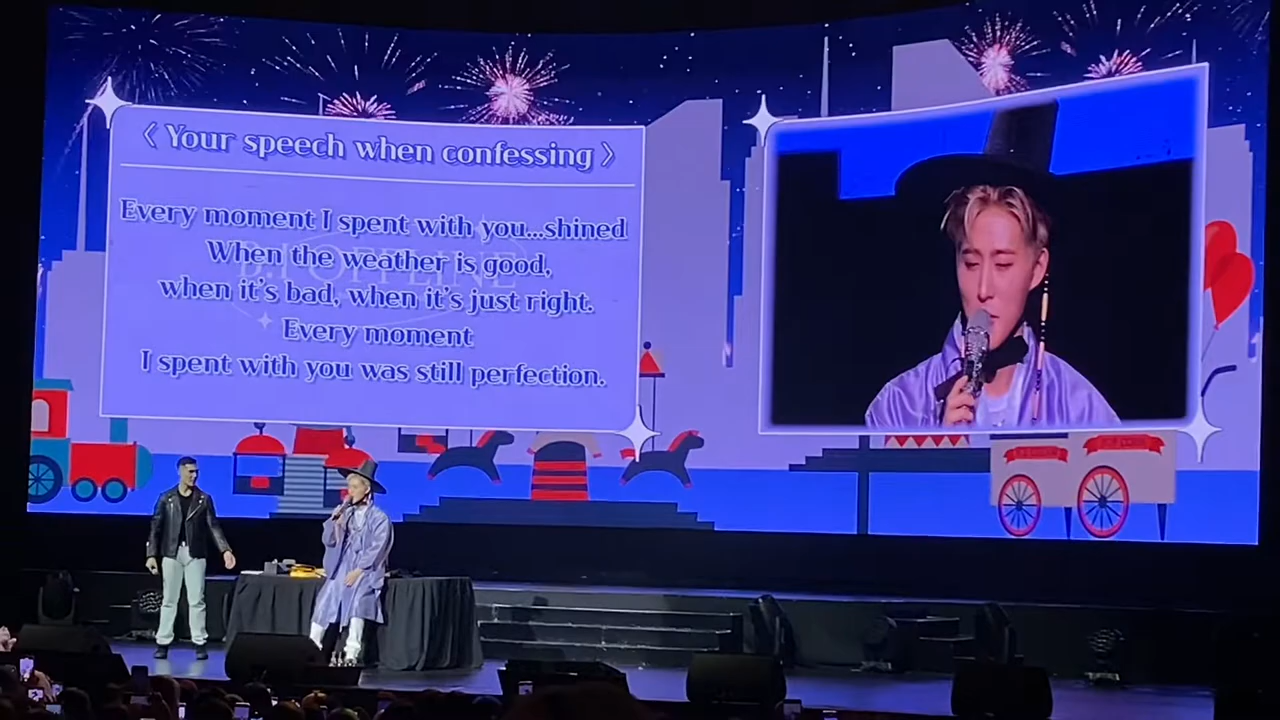 〈 Your speech when confessing 〉
Every moment I spent with you...shined
When the weather is good,
when it's bad, when it's just right.
Every moment
I spent with you was still perfection.
B.I OFFLINE